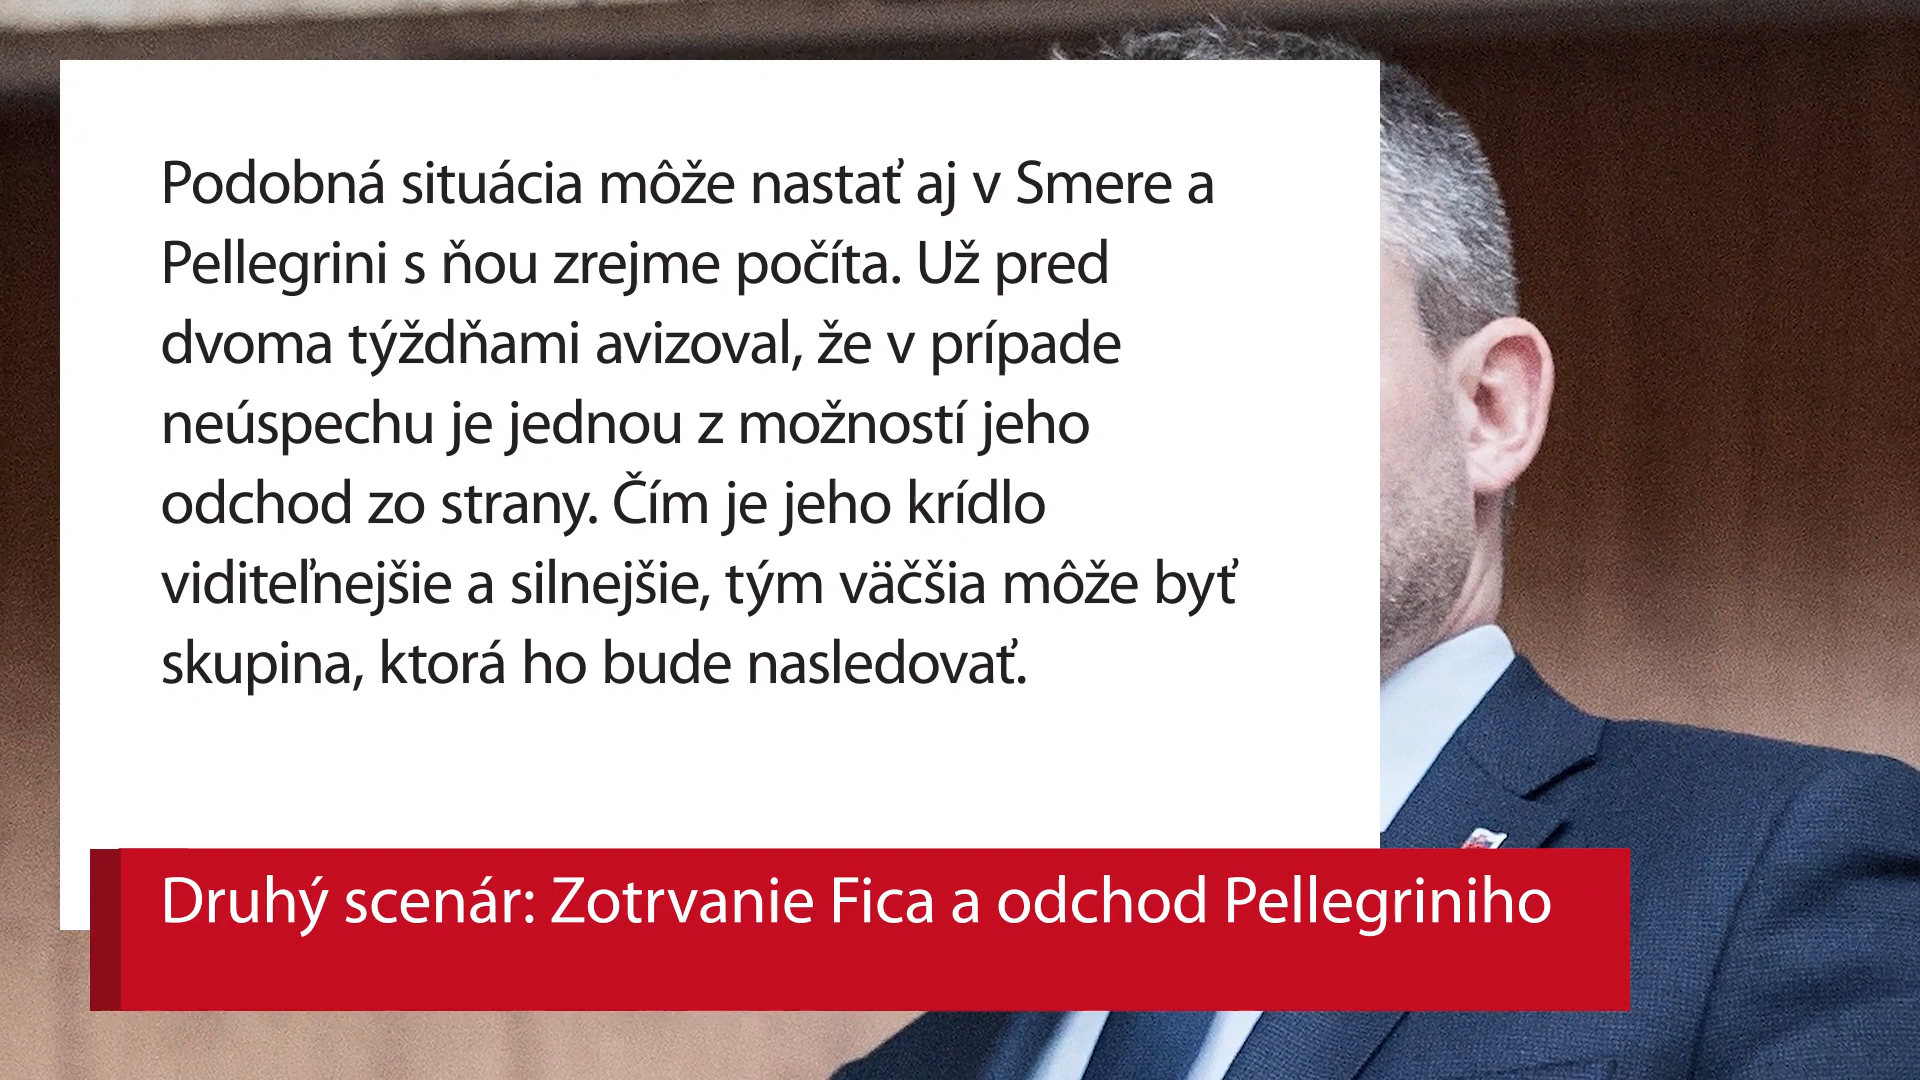 Podobná situácia môže nastať aj v Smere a
Pellegrini s ňou zrejme počíta. Už pred
dvoma týždňami avizoval, že v prípade
neúspechu je jednou z možností jeho
odchod zo strany. Čím je jeho krídlo
viditeľnejšie a silnejšie, tým väčšia môže byť
skupina, ktorá ho bude nasledovať.
Druhý scenár: Zotrvanie Fica a odchod Pellegriniho